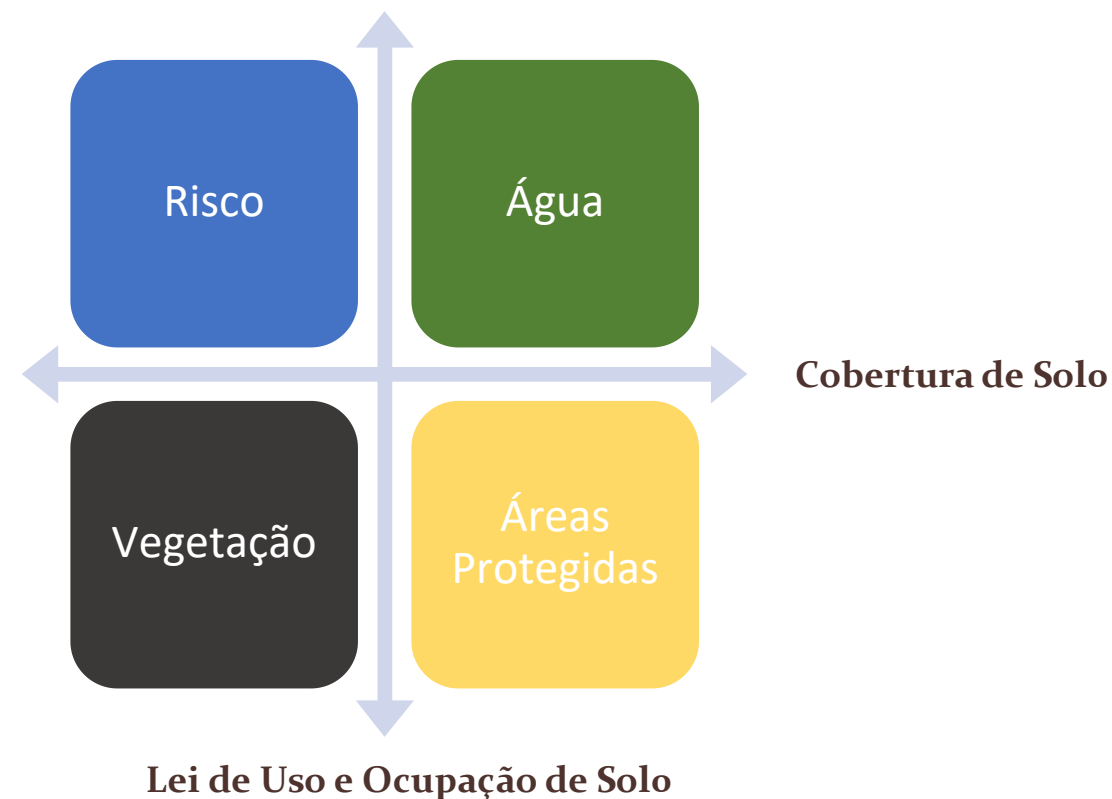 Risco
Água
Cobertura de Solo
Vegetação
Áreas
Protegidas
Lei de Uso e Ocupação de Solo